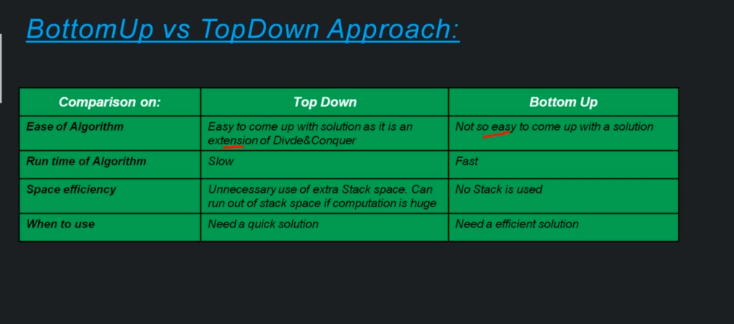 BottomUp vs TopDown Approach:
Comparison on: Top Down Bottom Up
Ease of Algorithm Easy to come up with solution as it is an Not so easy to come up with a solution
extension of Divde&Conquer
Run time of Algorithm Slow Fast
Space efficiency Unnecessary use of extra Stack space. Can No Stack is used
run out of stack space if computation is huge
When to use Need a quick solution Need a efficient solution